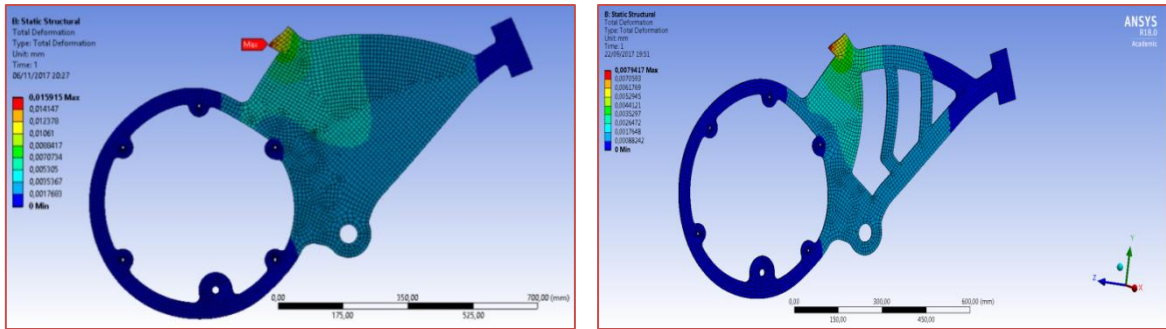 B: Static Structural
Total Deformation
Type: Total Deformation
Unit: mm
Time: 1
06/11/2017 20:27
0,015915 Max
0,014147
0,012378
0,01061
0,0088417
0,0070734
0,005305
0,0035367
0,0017683
0 Min
Max
0,00
350,00
700,00 (mm)
175,00
525,00
B: Static Structural
Total Deformation
Type: Total Deformation
Unit: mm
Time: 1
22/09/2017 19:51
0,0079417 Max
0,0070593
0,0061769
0,0052945
0,0044121
0,0035297
0,0026472
0,0017648
0,00088242
0 Min
ANSYS
R18.0
Academic
0,00
300,00
600,00 (mm)
150,00
450,00
Y
Z
X